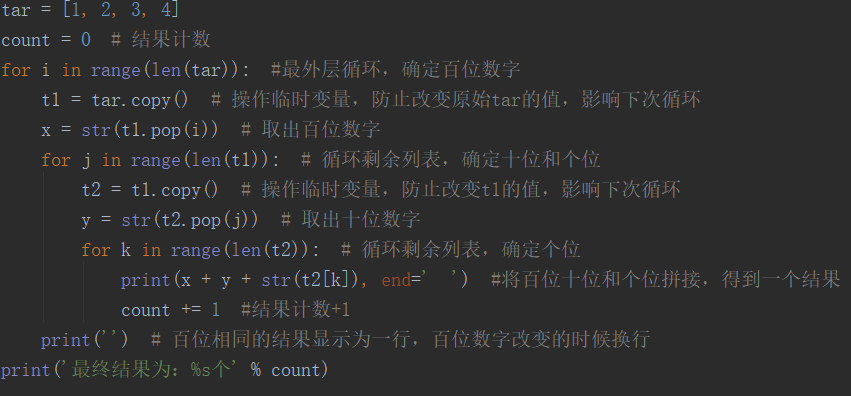 tar = [1, 2, 3, 4]
count = 0  # 结果计数
for i in range(len(tar)):  #最外层循环，确定百位数字
    t1 = tar.copy()  # 操作临时变量，防止改变原始tar的值，影响下次循环
    x = str(t1.pop(i))  # 取出百位数字
    for j in range(len(t1)):  # 循环剩余列表，确定十位和个位
        t2 = t1.copy()  # 操作临时变量，防止改变t1的值，影响下次循环
        y = str(t2.pop(j))  # 取出十位数字
        for k in range(len(t2)):  # 循环剩余列表，确定个位
            print(x + y + str(t2[k]), end='  ')  #将百位十位和个位拼接，得到一个结果
            count += 1  #结果计数+1
    print('')  # 百位相同的结果显示为一行，百位数字改变的时候换行
print('最终结果为：%s个' % count)